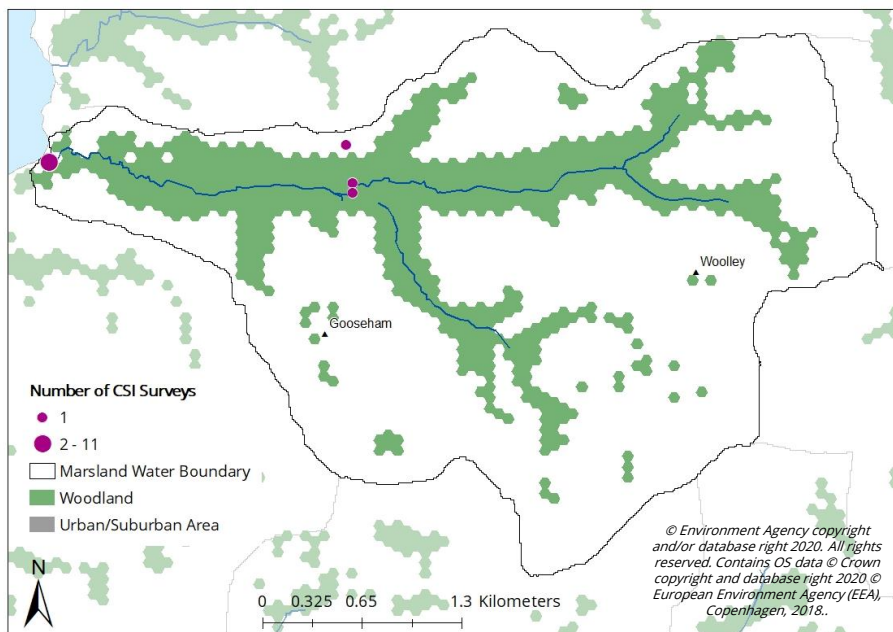 Woolley
Gooseham
Number of CSI Surveys
1
2 - 11
Marsland Water Boundary
Woodland
Urban/Suburban Area
© Environment Agency copyright
and/or database right 2020. All rights
reserved. Contains OS data © Crown
copyright and database right 2020 ©
European Environment Agency (EEA),
Copenhagen, 2018..
N
0 0.325 0.65 1.3 Kilometers